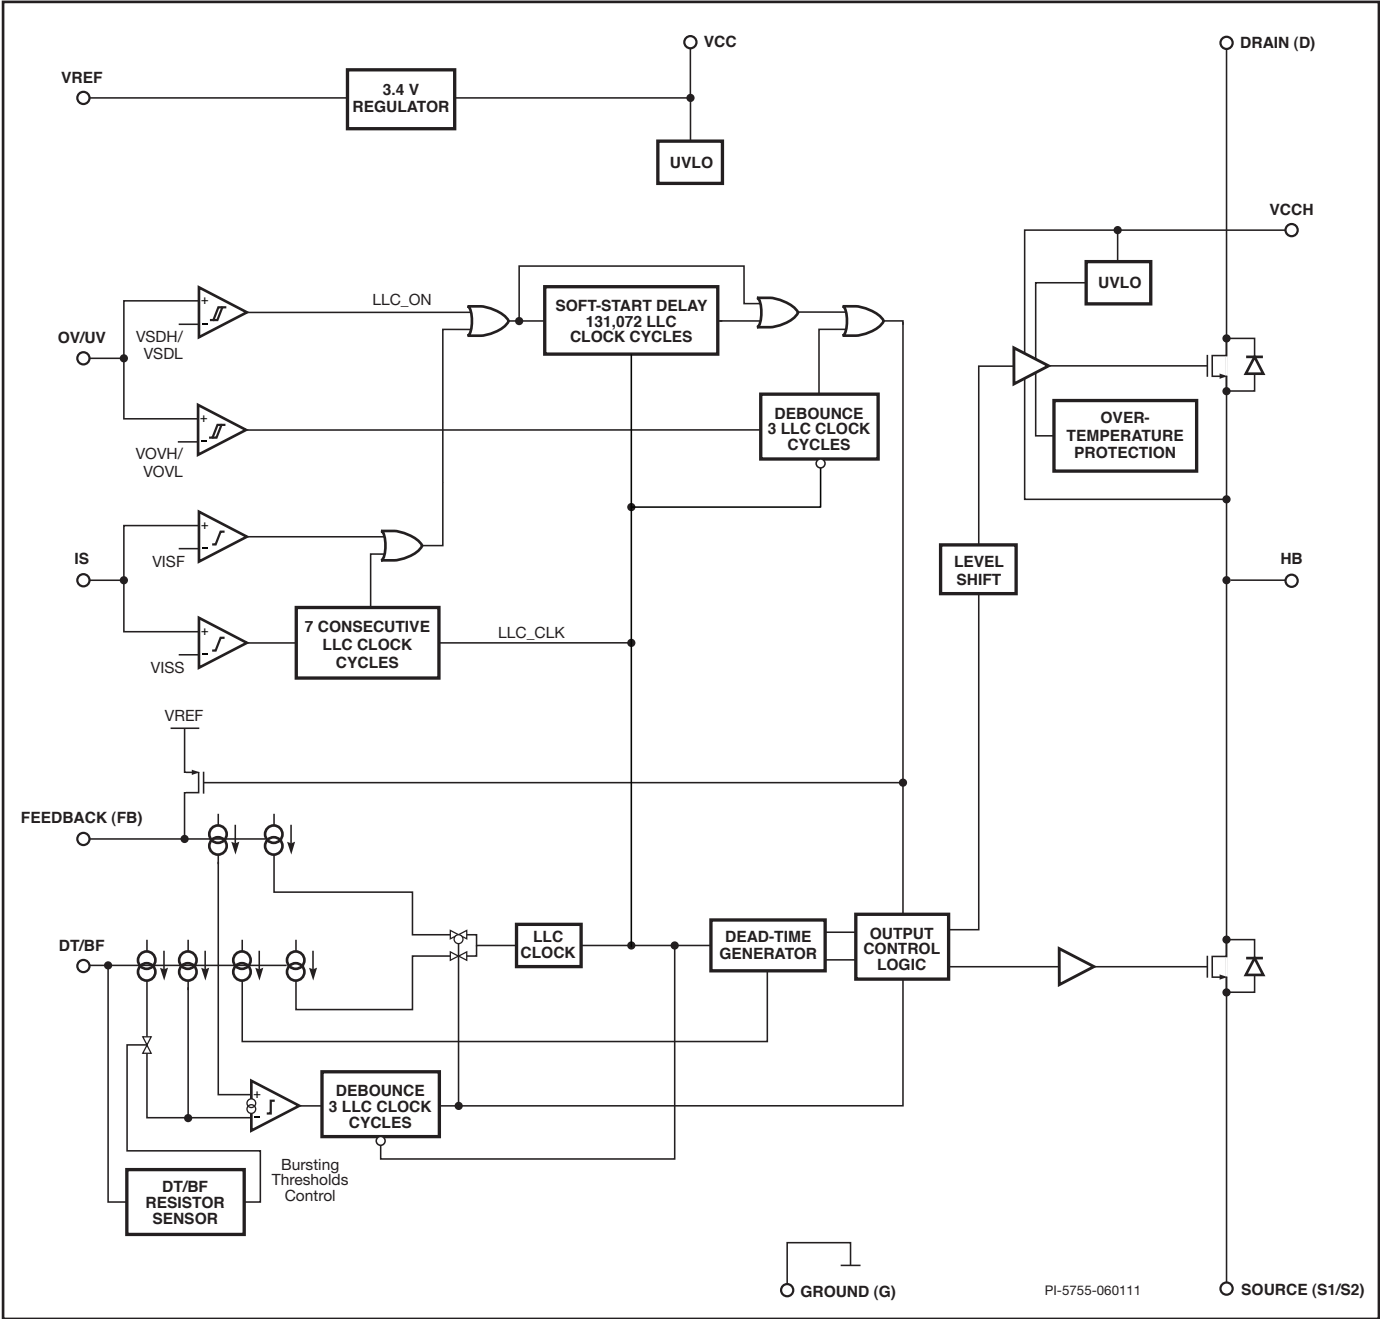 VCC
DRAIN (D)
VREF
3.4 V
REGULATOR
UVLO
VCCH
UVLO
LLC_ON
SOFT-START DELAY
131,072 LLC
CLOCK CYCLES
OV/UV
+
−
VSDH/
VSDL
+
−
VOVH/
VOVL
DEBOUNCE
3 LLC CLOCK
CYCLES
OVER-
TEMPERATURE
PROTECTION
IS
+
−
VISF
LEVEL
SHIFT
HB
+
−
VISS
7 CONSECUTIVE
LLC CLOCK
CYCLES
LLC_CLK
VREF
FEEDBACK (FB)
DT/BF
LLC
CLOCK
DEAD-TIME
GENERATOR
OUTPUT
CONTROL
LOGIC
+
−
DEBOUNCE
3 LLC CLOCK
CYCLES
Bursting
Thresholds
Control
DT/BF
RESISTOR
SENSOR
GROUND (G)
PI-5755-060111
SOURCE (S1/S2)